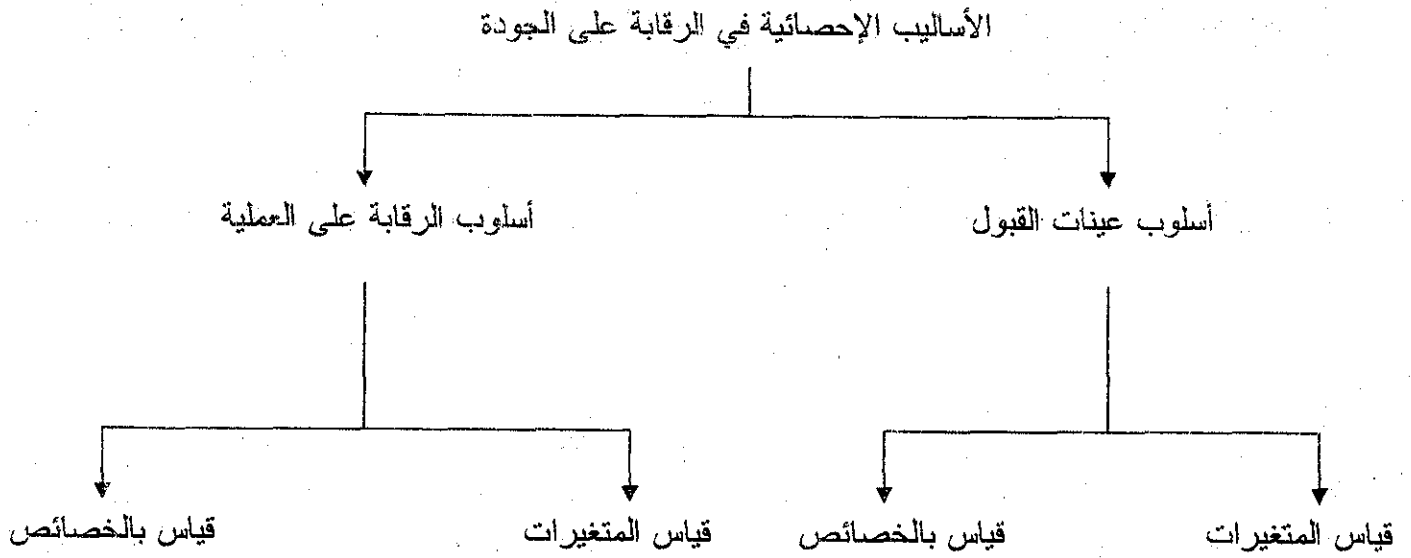 الأساليب الإحصائية في الرقابة على الجودة
أسلوب عينات القبول
أسلوب الرقابة على العملية
قياس المتغيرات
قياس بالخصائص
قياس المتغيرات
قياس بالخصائص